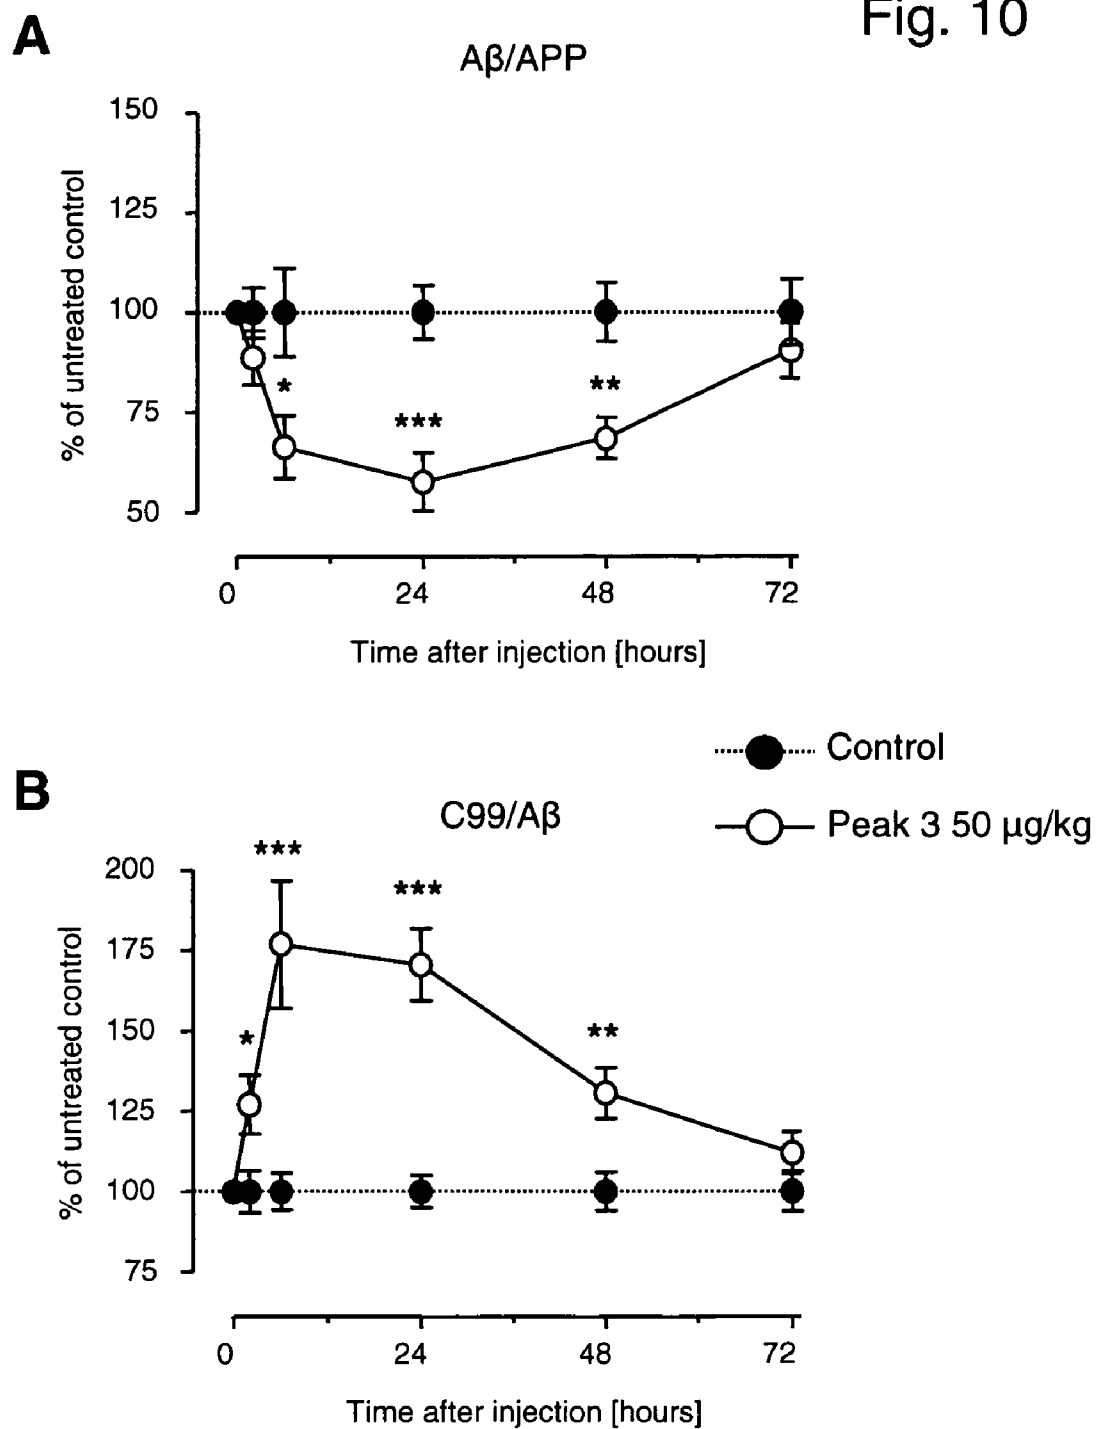 Fig. 10
A
Aβ/APP
150
125
100
75
50
% of untreated control
*
***
**
0 24 48 72
Time after injection [hours]
Control
Peak 3 50 µg/kg
B
C99/Aβ
200
175
150
125
100
75
% of untreated control
*
***
***
**
0 24 48 72
Time after injection [hours]